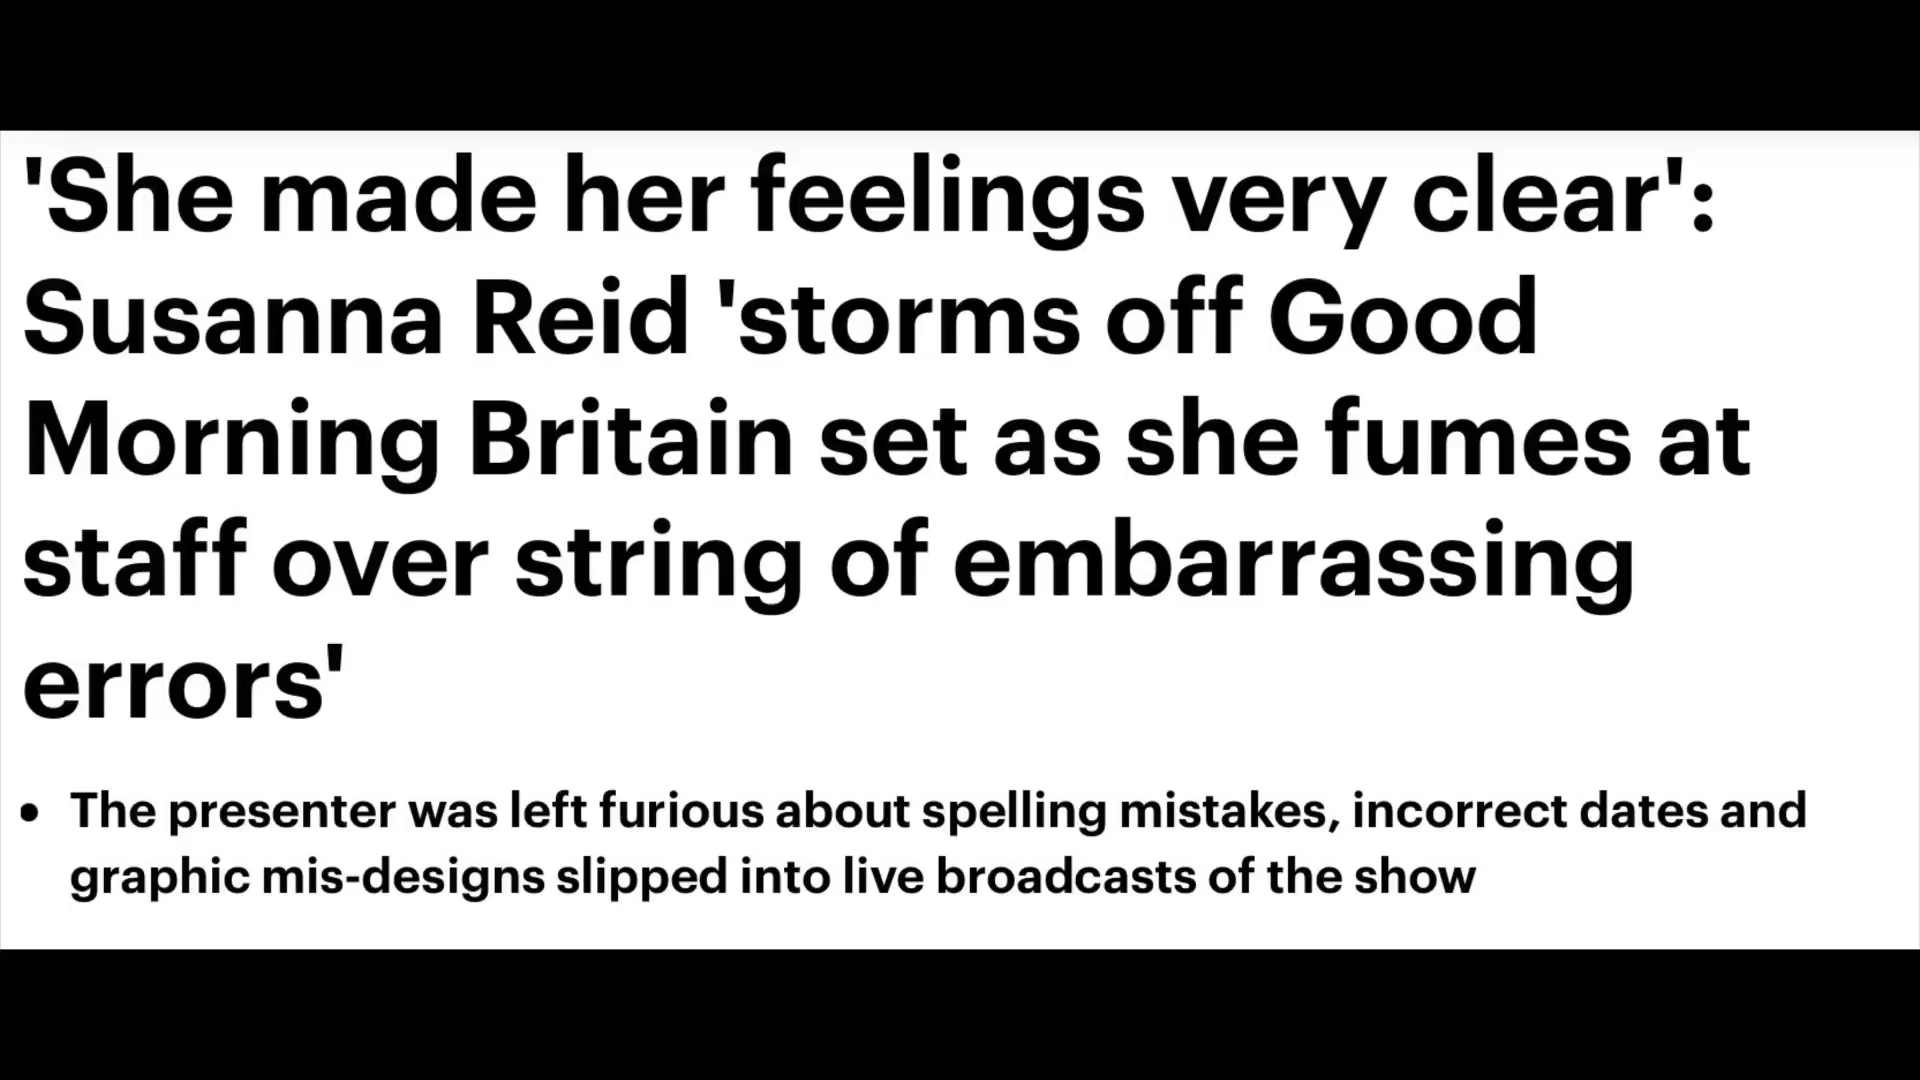 'She made her feelings very clear':
Susanna Reid 'storms off Good
Morning Britain set as she fumes at
staff over string of embarrassing
errors'
• The presenter was left furious about spelling mistakes, incorrect dates and
graphic mis-designs slipped into live broadcasts of the show